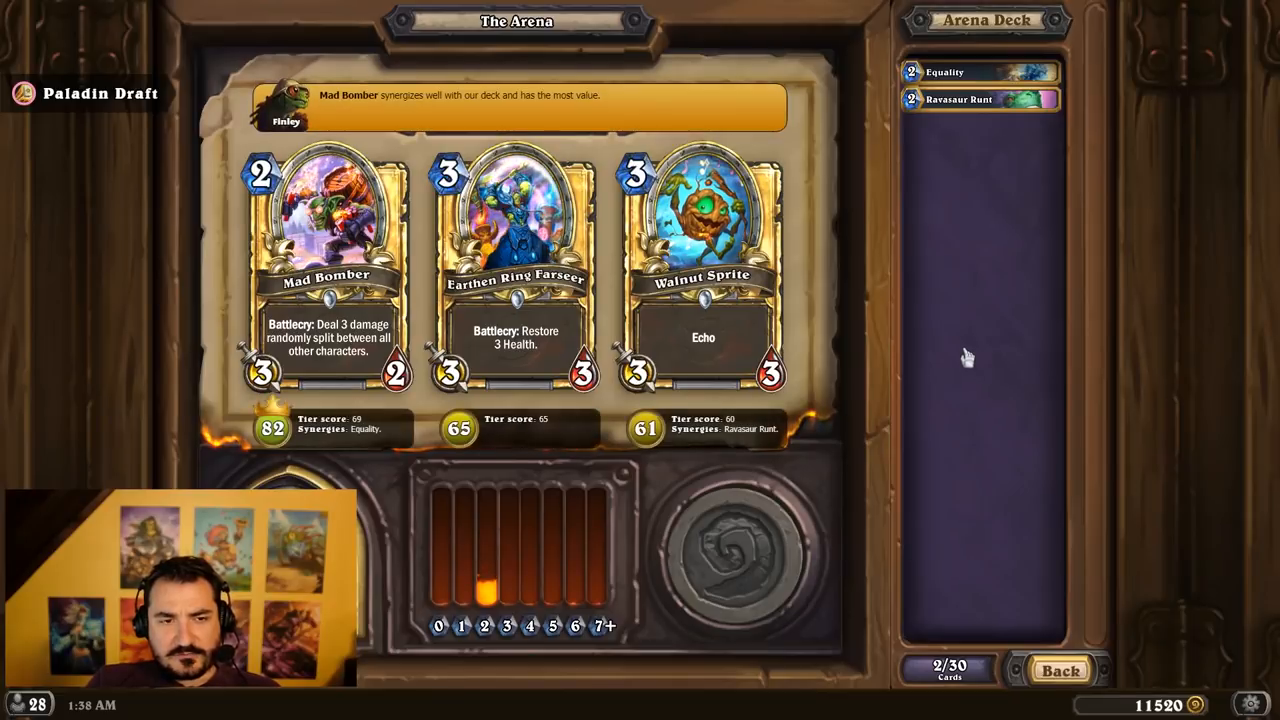 The Arena
Arena Deck
Paladin Draft
Mad Bomber synergizes well with our deck and has the most value.
Finley
2 Equality
2 Ravasaur Runt
2
Mad Bomber
Battlecry: Deal 3 damage
randomly split between all
other characters.
3
2
3
Earthen Ring Farseer
Battlecry: Restore
3 Health.
3
3
3
Walnut Sprite
Echo
3
3
82
Tier score: 69
Synergies: Equality.
65
Tier score: 65
61
Tier score: 60
Synergies: Ravasaur Runt.
0 1 2 3 4 5 6 7+
2/30
Cards
Back
28
1:38 AM
11520